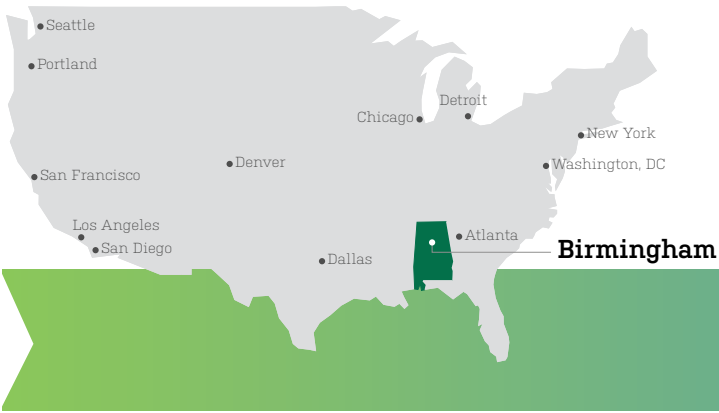 Seattle
Portland
Detroit
Chicago
New York
Denver
Washington, DC
San Francisco
Los Angeles
Atlanta
San Diego
Birmingham
Dallas